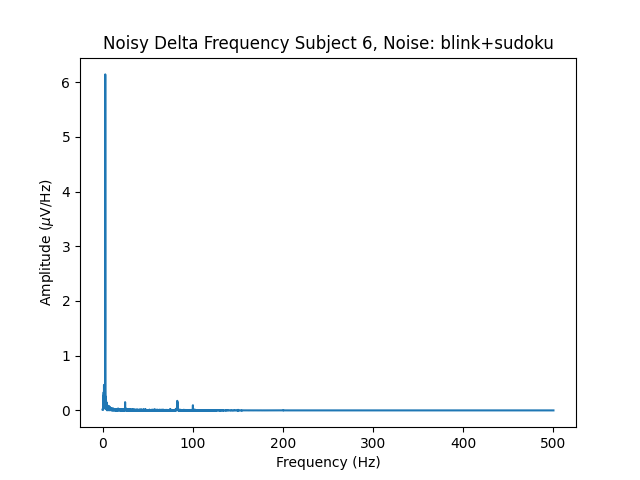 Noisy Delta Frequency Subject 6, Noise: blink+sudoku
Amplitude (μV/Hz)
6
5
4
3
2
1
0
0 100 200 300 400 500
Frequency (Hz)